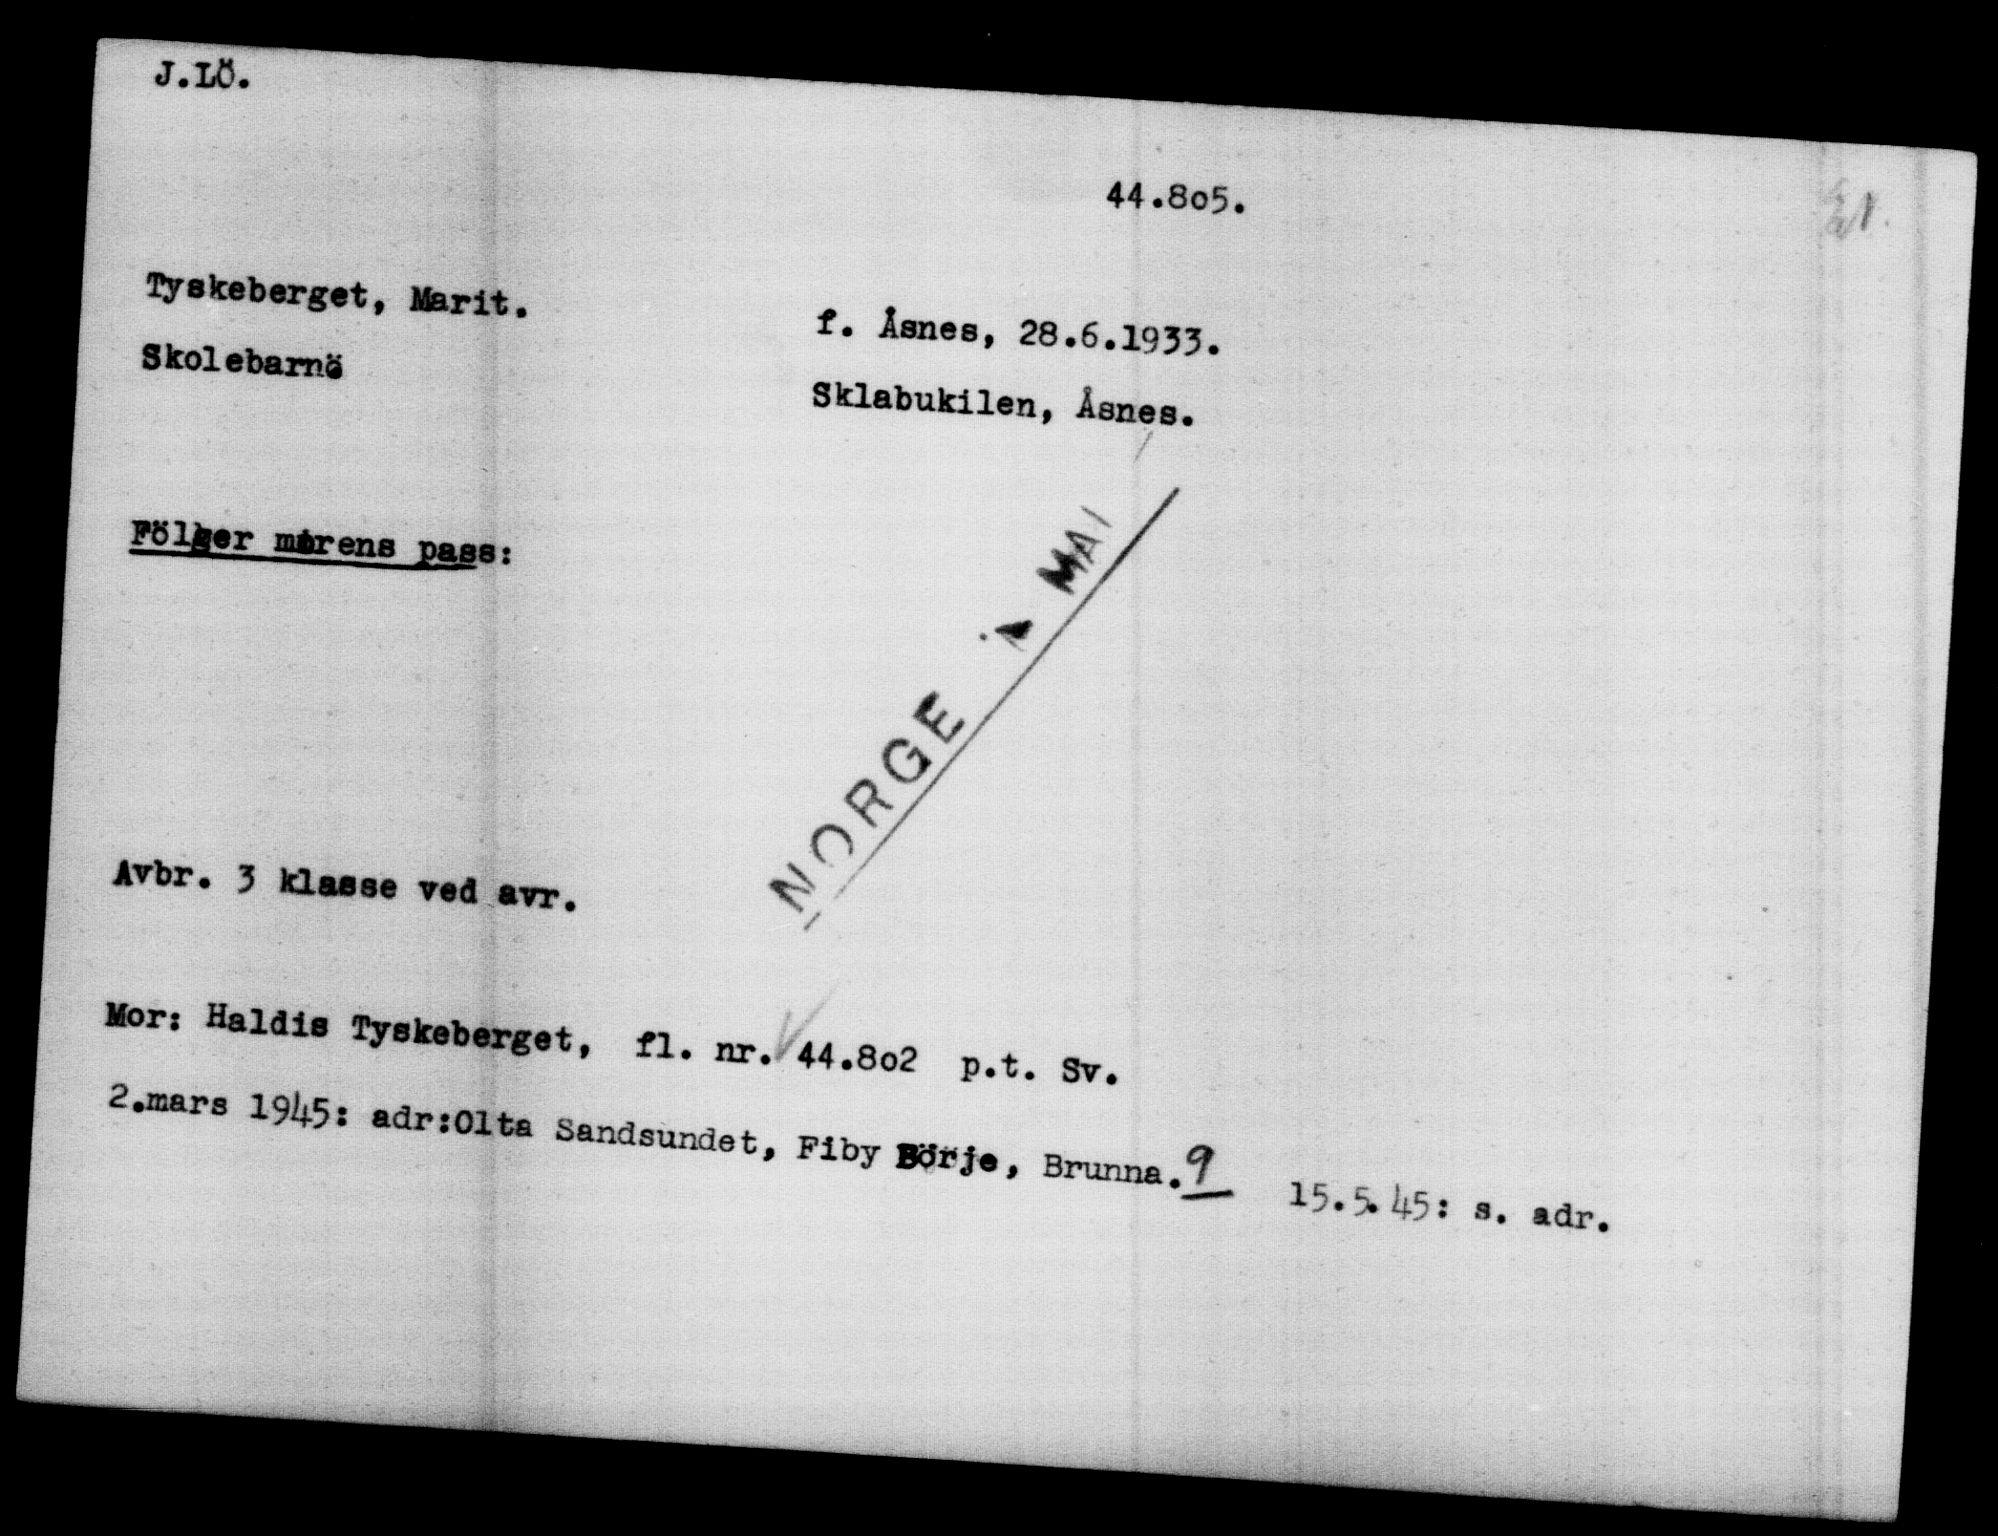 J.LÖ.
44.8o5.
Tyskeberget, Marit.
f. Åsnes, 28.6.1933.
Skolebarn
Sklabukilen, Åsnes.
Fölger morens pass:
NORGE MAI
Avbr. 3 klasse ved avr.
Mor: Haldis Tyskeberget, fl. nr. 44.8o2 p.t. Sv.
2.mars 1945: adr:Olta Sandsundet, Fiby Börje, Brunna. 9 15.5.45: s. adr.